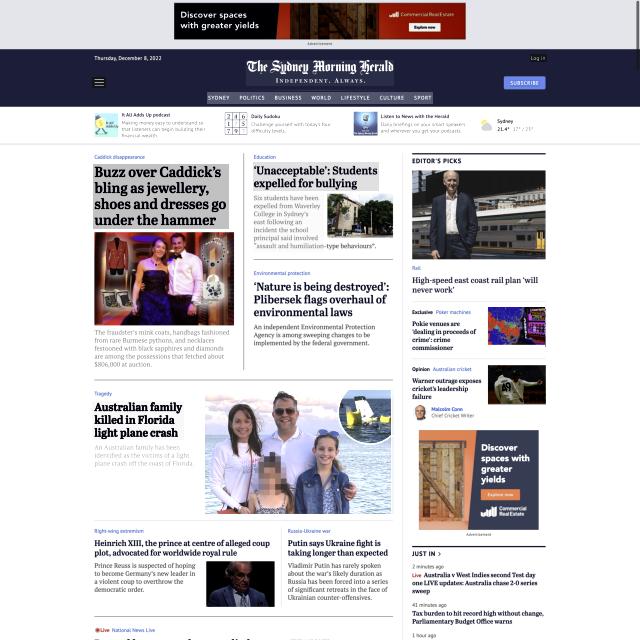 Discover spaces
with greater yields
CommercialRealEstate
Explore now
Advertisement
Thursday, December 8, 2022
Log in
The Sydney Morning Herald
INDEPENDENT. ALWAYS.
SUBSCRIBE
SYDNEY POLITICS BUSINESS WORLD LIFESTYLE CULTURE SPORT
It All Adds Up podcast
Making money easy to understand so
that listeners can begin building their
financial wealth.
Daily Sudoku
Challenge yourself with today's four
difficulty levels.
Listen to News with the Herald
Daily briefings on your smart speakers
and wherever you get your podcasts.
Sydney
21.4° 17° / 23°
Caddick disappearance
Buzz over Caddick's
bling as jewellery,
shoes and dresses go
under the hammer
The fraudster's mink coats, handbags fashioned
from rare Burmese pythons, and necklaces
festooned with black sapphires and diamonds
are among the possessions that fetched about
$806,000 at auction.
Education
'Unacceptable': Students
expelled for bullying
Six students have
been expelled from Waverley
College in Sydney's
east following an
incident the school
principal said involved
"assault and humiliation-type behaviours".
Environmental protection
'Nature is being destroyed':
Plibersek flags overhaul of
environmental laws
An independent Environmental Protection
Agency is among sweeping changes to be
implemented by the federal government.
Tragedy
Australian family
killed in Florida
light plane crash
An Australian family has been
identified as the victims of a light
plane crash off the coast of Florida.
Right-wing extremism
Heinrich XIII, the prince at centre of alleged coup
plot, advocated for worldwide royal rule
Prince Reuss is suspected of hoping
to become Germany's new leader in
a violent coup to overthrow the
democratic order.
Russia-Ukraine war
Putin says Ukraine fight is
taking longer than expected
Vladimir Putin has rarely spoken
about the war's likely duration as
Russia has been forced into a series
of significant retreats in the face of
Ukrainian counter-offensives.
Live National News Live
EDITOR'S PICKS
Rail
High-speed east coast rail plan 'will
never work'
Exclusive Poker machines
Pokie venues are
'dealing in proceeds of
crime': crime
commissioner
Opinion Australian cricket
Warner outrage exposes
cricket's leadership
failure
Malcolm Conn
Chief Cricket Writer
Discover
spaces with
greater
yields
Explore now
Commercial
RealEstate
Advertisement
JUST IN >
2 minutes ago
Live Australia v West Indies second Test day
one LIVE updates: Australia chase 2-0 series
sweep
41 minutes ago
Tax burden to hit record high without change,
Parliamentary Budget Office warns
1 hour ago